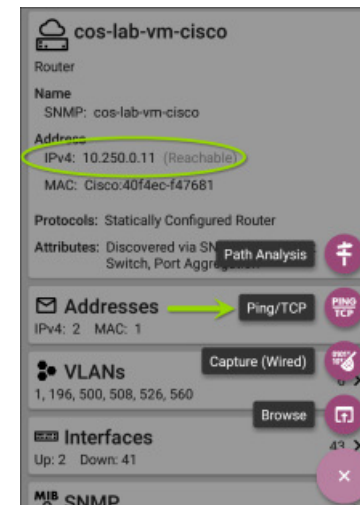 cos-lab-vm-cisco
Router
Name
SNMP: cos-lab-vm-cisco
Address
IPv4: 10.250.0.11 (Reachable)
MAC: Cisco:40f4ec-f47681
Protocols: Statically Configured Router
Attributes: Discovered via SN
Switch, Port Aggregation
Path Analysis
Addresses
Ping/TCP
PING
TCP
IPv4: 2 MAC: 1
VLANs
Capture (Wired)
1, 196, 500, 508, 526, 560
6
Browse
Interfaces
Up: 2 Down: 41
43
MIB SNMP